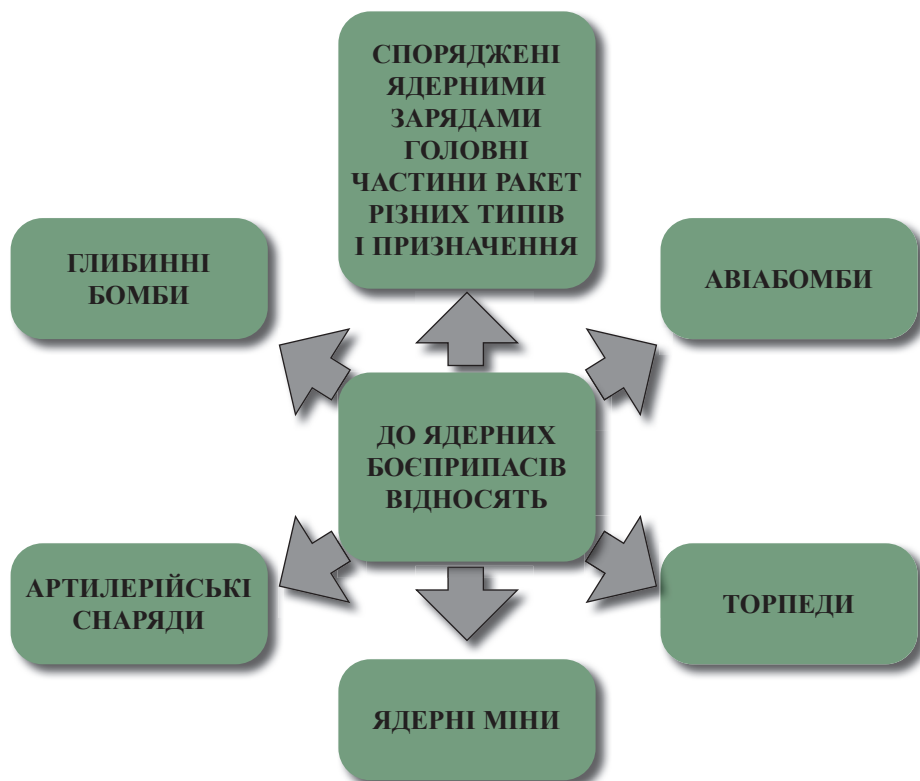 СПОРЯДЖЕНІ
ЯДЕРНИМИ
ЗАРЯДАМИ
ГОЛОВНІ
ЧАСТИНИ РАКЕТ
РІЗНИХ ТИПІВ
І ПРИЗНАЧЕННЯ
ГЛИБИННІ
БОМБИ
АВІАБОМБИ
ДО ЯДЕРНИХ
БОЄПРИПАСІВ
ВІДНОСЯТЬ
АРТИЛЕРІЙСЬКІ
СНАРЯДИ
ТОРПЕДИ
ЯДЕРНІ МІНИ